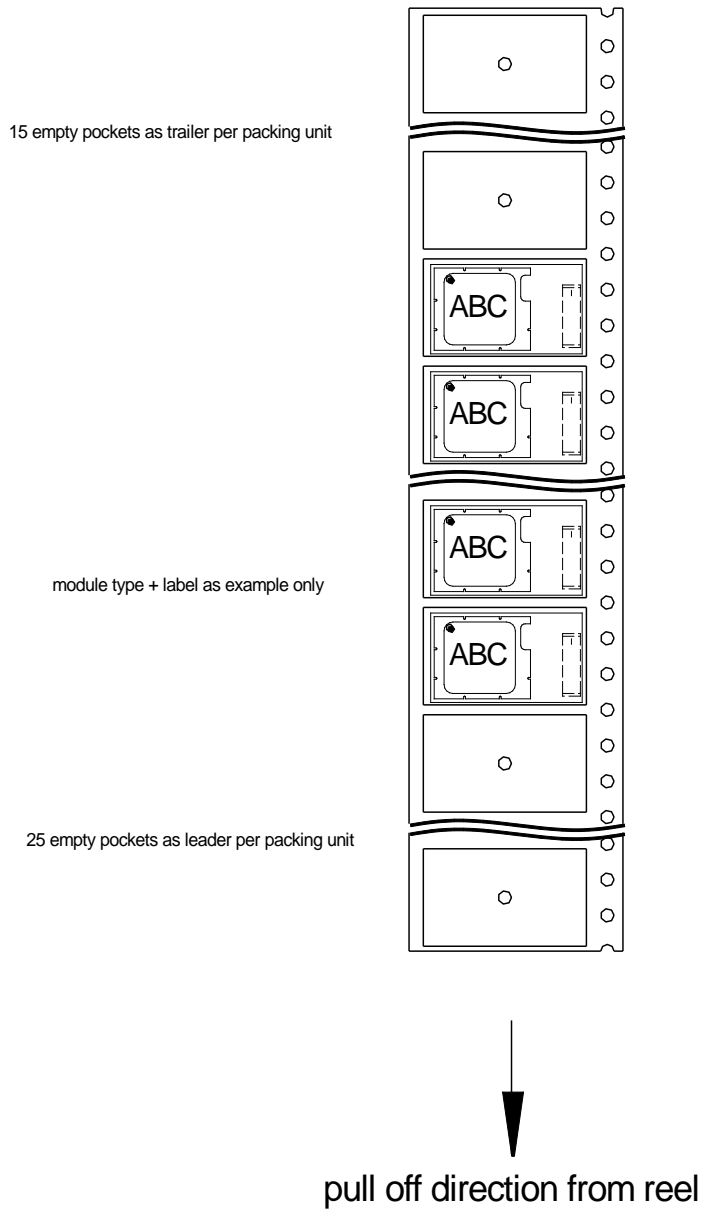 15 empty pockets as trailer per packing unit
ABC
ABC
ABC
module type + label as example only
ABC
25 empty pockets as leader per packing unit
pull off direction from reel